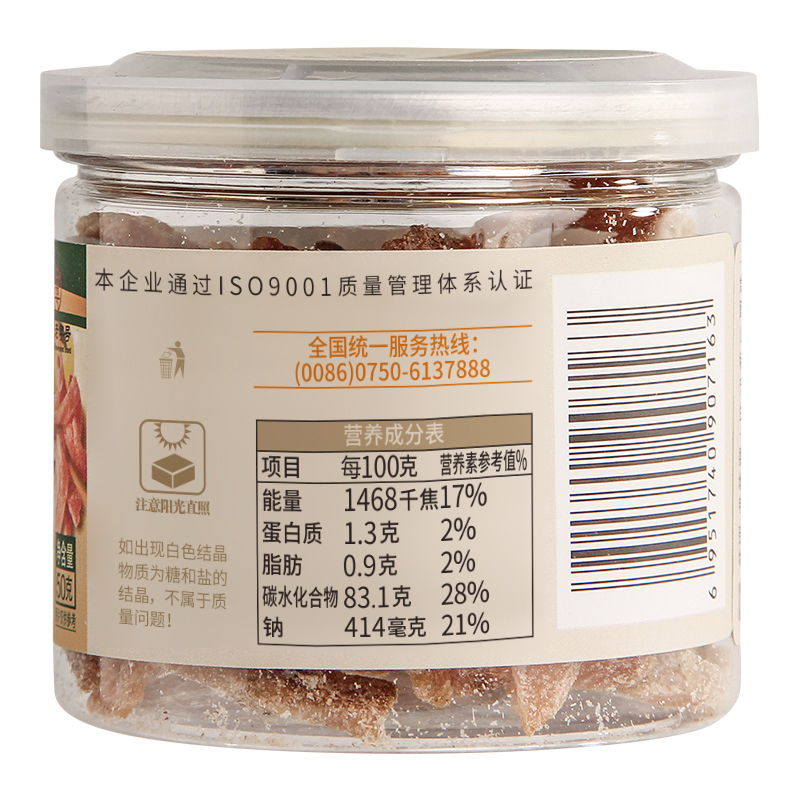 本企业通过ISO9001质量管理体系认证
全国统一服务热线：
(0086)0750-6137888
营养成分表
项目 每100克 营养素参考值%
能量 1468千焦 17%
蛋白质 1.3克 2%
脂肪 0.9克 2%
碳水化合物 83.1克 28%
钠 414毫克 21%
注意阳光直照
如出现白色结晶
物质为糖和盐的
结晶，不属于质
量问题！
净含量
50克
6951740907163